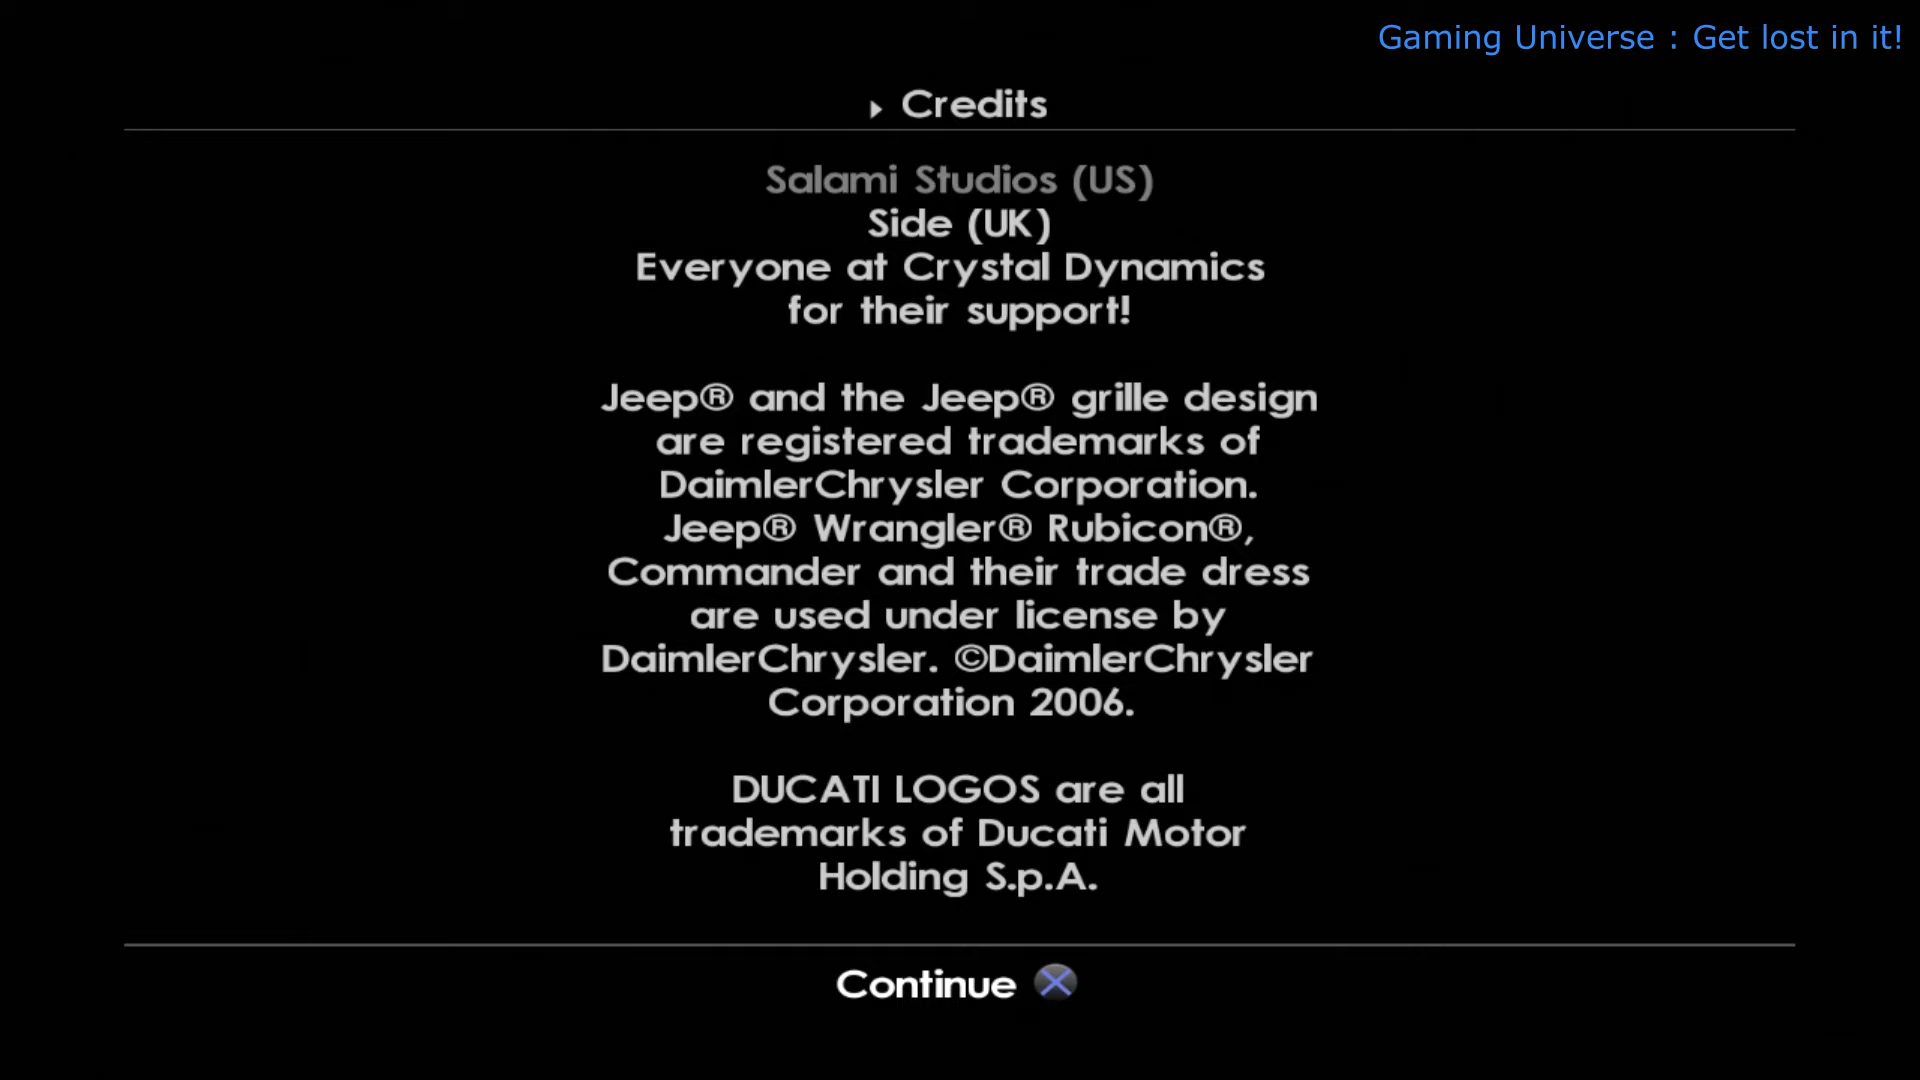 Gaming Universe : Get lost in it!
Credits
Salami Studios (US)
Side (UK)
Everyone at Crystal Dynamics
for their support!
Jeep® and the Jeep® grille design
are registered trademarks of
DaimlerChrysler Corporation.
Jeep® Wrangler® Rubicon®,
Commander and their trade dress
are used under license by
DaimlerChrysler. ©DaimlerChrysler
Corporation 2006.
DUCATI LOGOS are all
trademarks of Ducati Motor
Holding S.p.A.
Continue